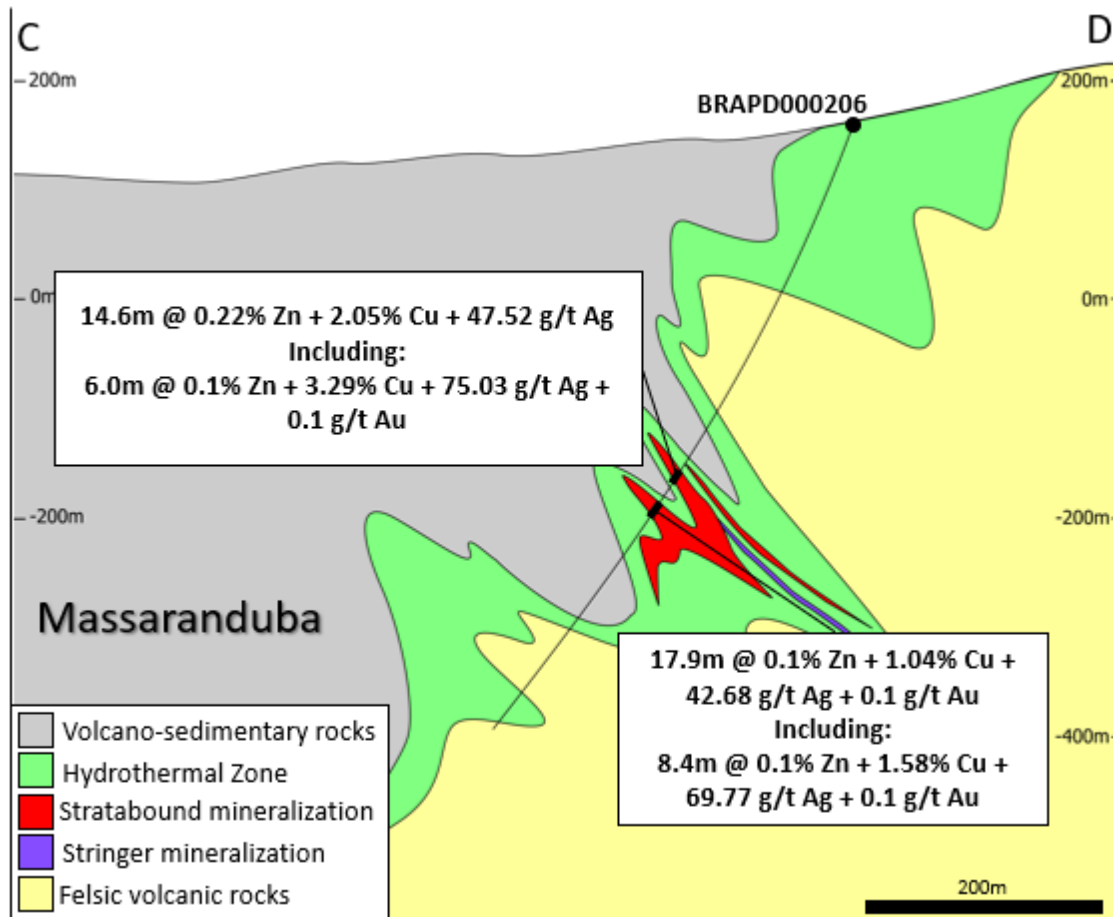 C
D
200m
200m
BRAPD000206
0m
0m
14.6m @ 0.22% Zn + 2.05% Cu + 47.52 g/t Ag
Including:
6.0m @ 0.1% Zn + 3.29% Cu + 75.03 g/t Ag +
0.1 g/t Au
-200m
-200m
Massaranduba
17.9m @ 0.1% Zn + 1.04% Cu +
42.68 g/t Ag + 0.1 g/t Au
Including:
8.4m @ 0.1% Zn + 1.58% Cu +
69.77 g/t Ag + 0.1 g/t Au
-400m
Volcano-sedimentary rocks
Hydrothermal Zone
Stratabound mineralization
Stringer mineralization
Felsic volcanic rocks
200m